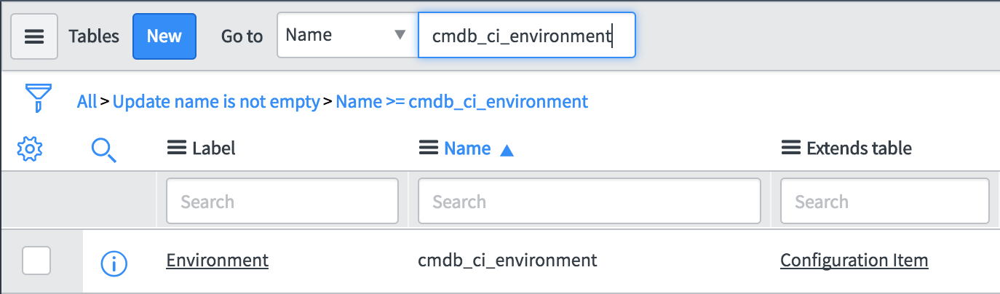 Tables New Go to Name cmdb_ci_environment
All > Update name is not empty > Name >= cmdb_ci_environment
Label Name Extends table
Search Search Search
Environment cmdb_ci_environment Configuration Item